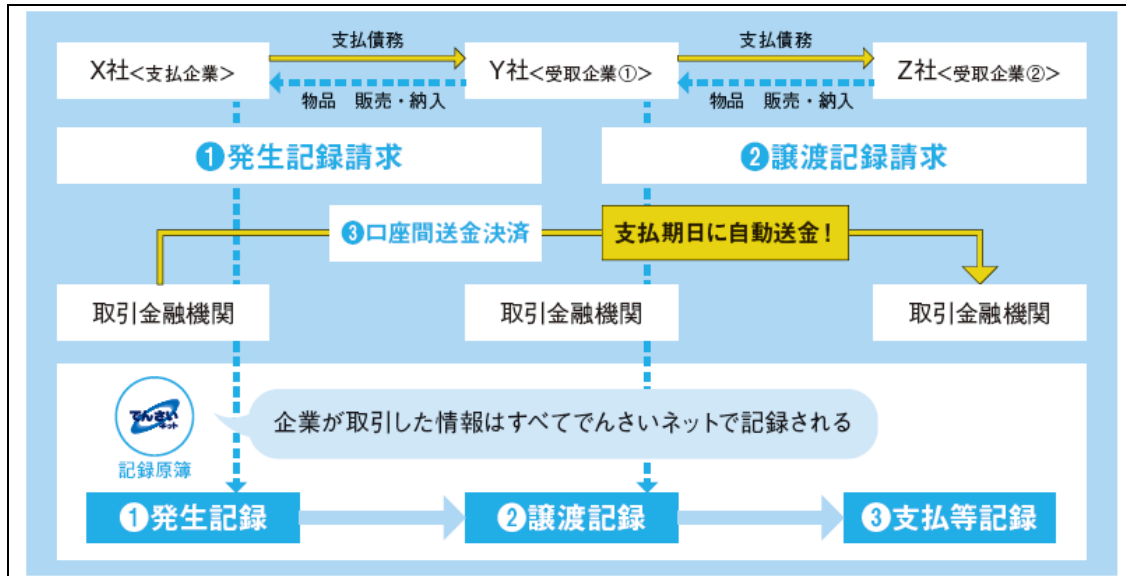 支払債務
支払債務
X社<支払企業>
Y社<受取企業①>
Z社<受取企業②>
物品 販売・納入
物品 販売・納入
❶発生記録請求
❷譲渡記録請求
❸口座間送金決済
支払期日に自動送金!
取引金融機関
取引金融機関
取引金融機関
でんさい
ネット
企業が取引した情報はすべてでんさいネットで記録される
記録原簿
❶発生記録
❷譲渡記録
❸支払等記録